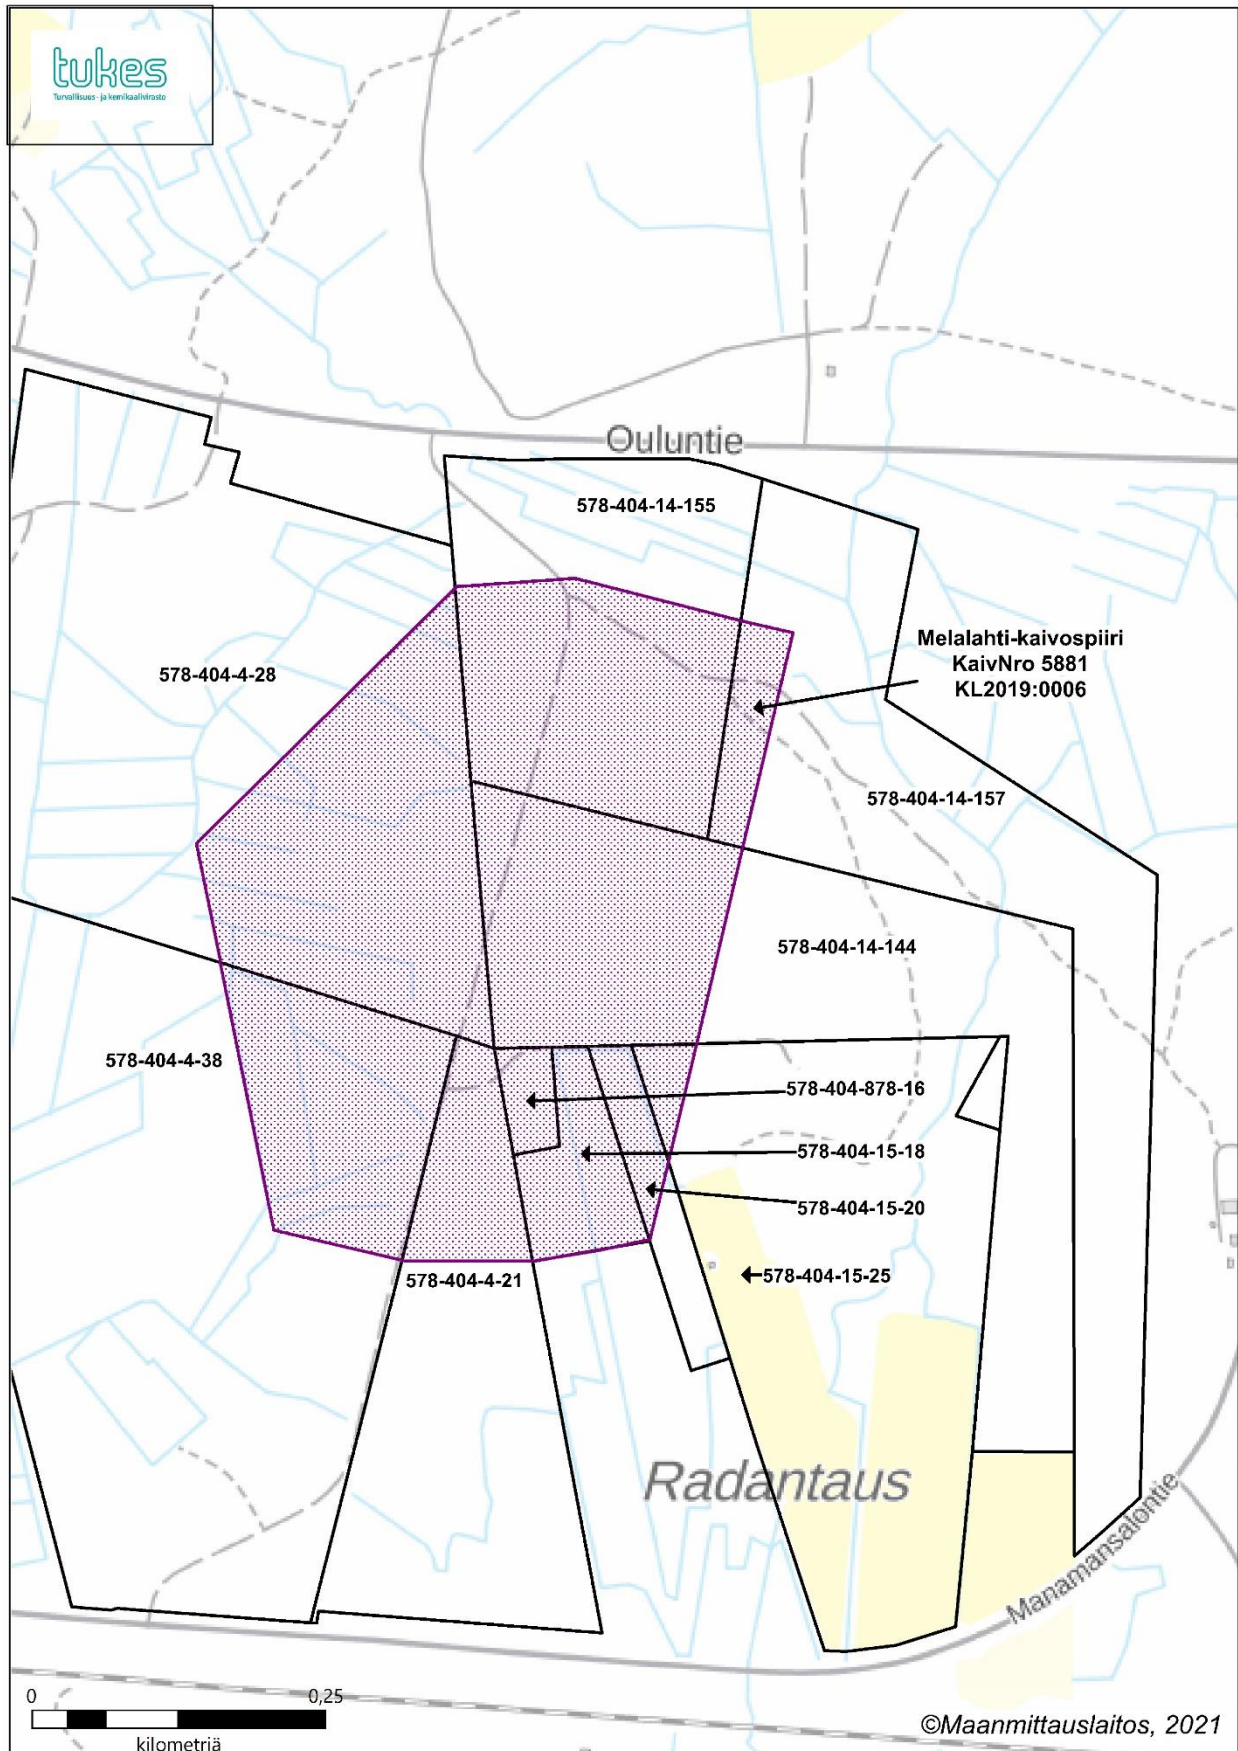 tukes
Turvallisuus- ja kemikaalivirasto
Ouluntie
578-404-14-155
Melalahti-kaivospiiri
KaivNro 5881
KL2019:0006
578-404-4-28
578-404-14-157
578-404-14-144
578-404-4-38
578-404-878-16
578-404-15-18
578-404-15-20
578-404-4-21
578-404-15-25
Radantaus
Manamansalontie
0
0,25
kilometriä
©Maanmittauslaitos, 2021